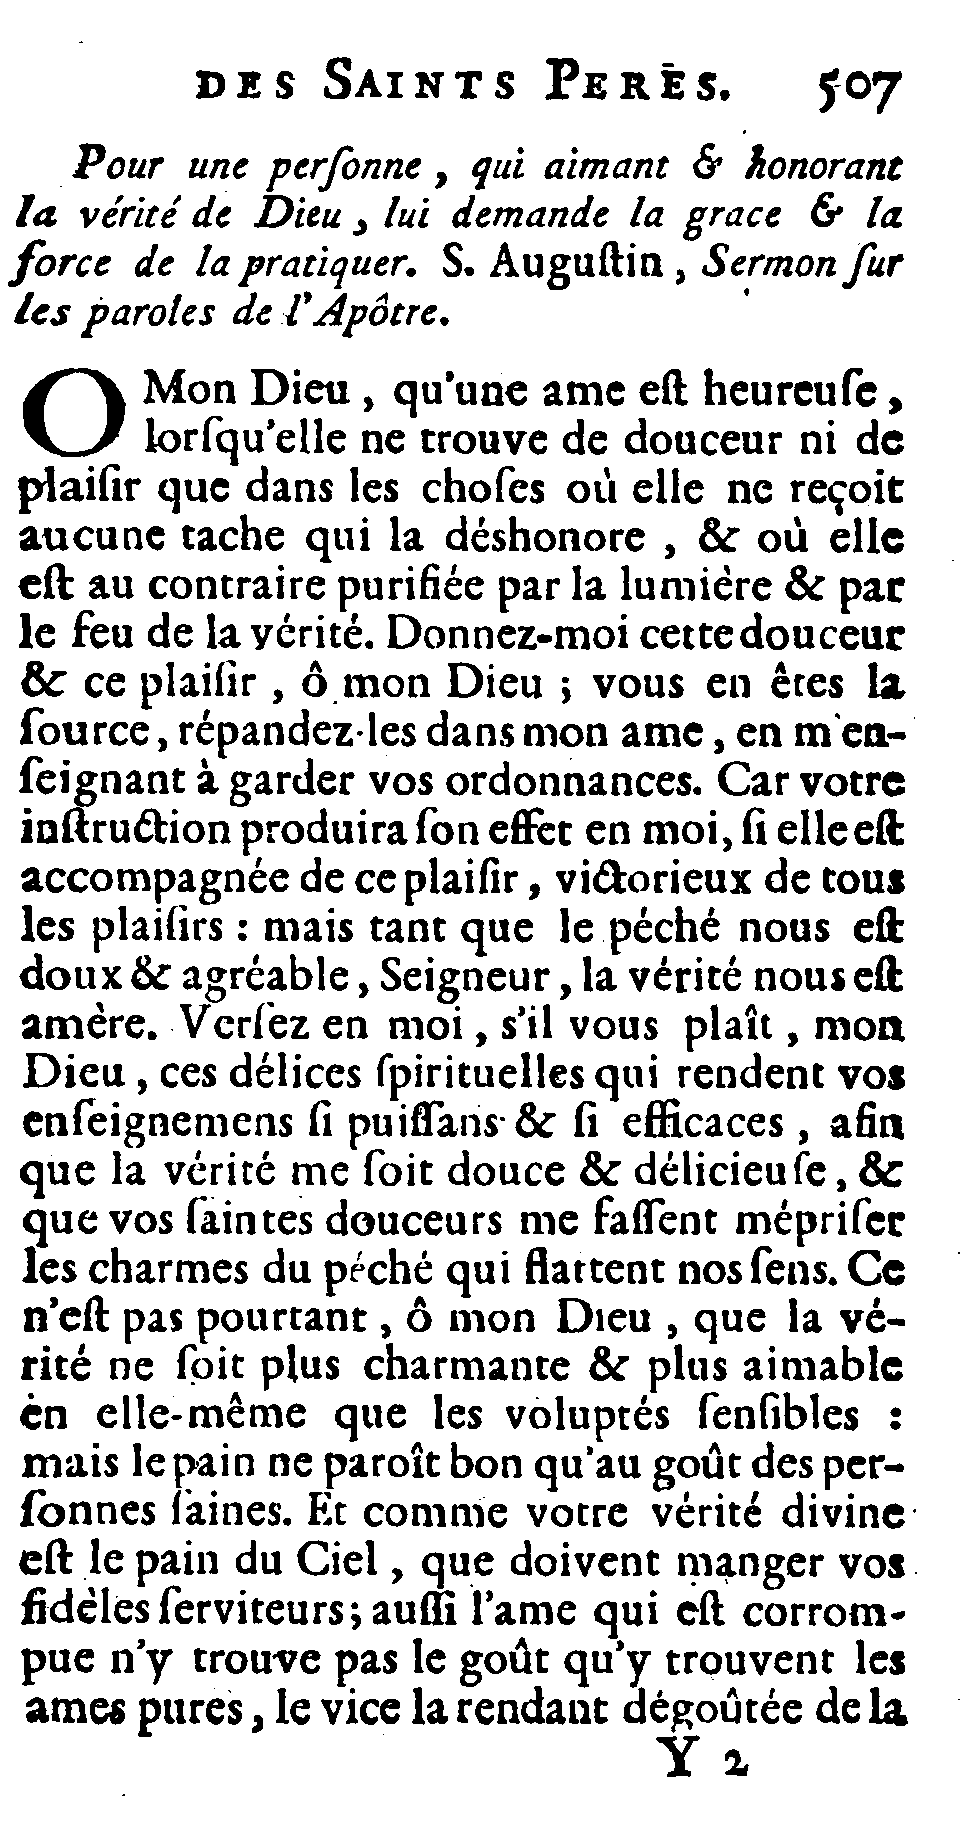 DES SAINTS PERES. 507
Pour une perſonne, qui aimant & honorant
la vérité de Dieu, lui demande la grace & la
force de la pratiquer. S. Auguſtin, Sermon ſur
les paroles de l'Apôtre.
O Mon Dieu, qu'une ame eſt heureuſe,
lorſqu'elle ne trouve de douceur ni de
plaiſir que dans les choſes où elle ne reçoit
aucune tache qui la déshonore, & où elle
eſt au contraire purifiée par la lumière & par
le feu de la vérité. Donnez-moi cette douceur
& ce plaiſir, ô mon Dieu; vous en êtes la
ſource, répandez-les dans mon ame, en m'en-
ſeignant à garder vos ordonnances. Car votre
inſtruction produira ſon effet en moi, ſi elle eſt
accompagnée de ce plaiſir, victorieux de tous
les plaiſirs : mais tant que le péché nous eſt
doux & agréable, Seigneur, la vérité nous eſt
amère. Verſez en moi, s'il vous plaît, mon
Dieu, ces délices ſpirituelles qui rendent vos
enſeignemens ſi puiſſans & ſi efficaces, afin
que la vérité me ſoit douce & délicieuſe, &
que vos ſaintes douceurs me faſſent mépriſer
les charmes du péché qui flattent nos ſens. Ce
n'eſt pas pourtant, ô mon Dieu, que la vé-
rité ne ſoit plus charmante & plus aimable
en elle-même que les voluptés ſenſibles :
mais le pain ne paroît bon qu'au goût des per-
ſonnes ſaines. Et comme votre vérité divine
eſt le pain du Ciel, que doivent manger vos
fidèles ſerviteurs; auſſi l'ame qui eſt corrom-
pue n'y trouve pas le goût qu'y trouvent les
ames pures, le vice la rendant dégoûtée de la
Y 2